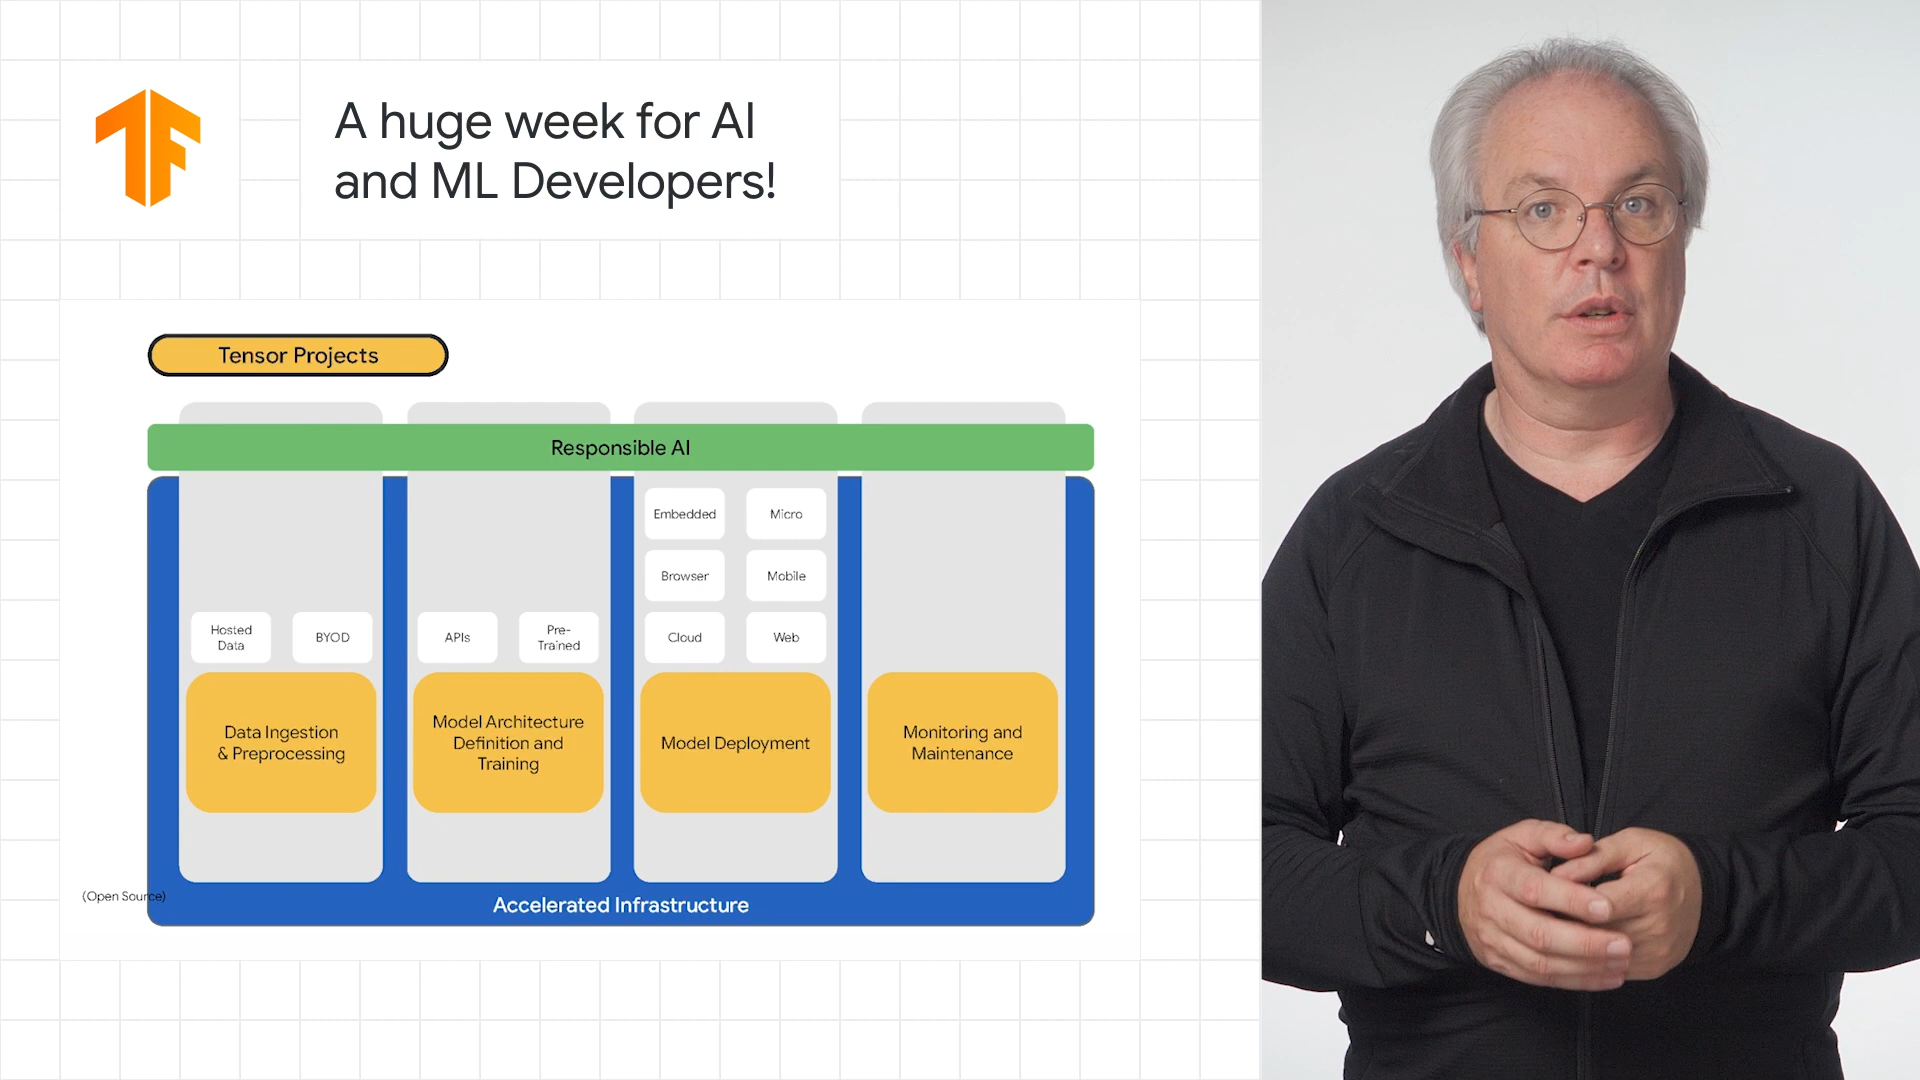 A huge week for AI
and ML Developers!
Tensor Projects
Responsible AI
Embedded
Micro
Browser
Mobile
Hosted
Data
BYOD
APIs
Pre-
Trained
Cloud
Web
Data Ingestion
& Preprocessing
Model Architecture
Definition and
Training
Model Deployment
Monitoring and
Maintenance
(Open Source)
Accelerated Infrastructure